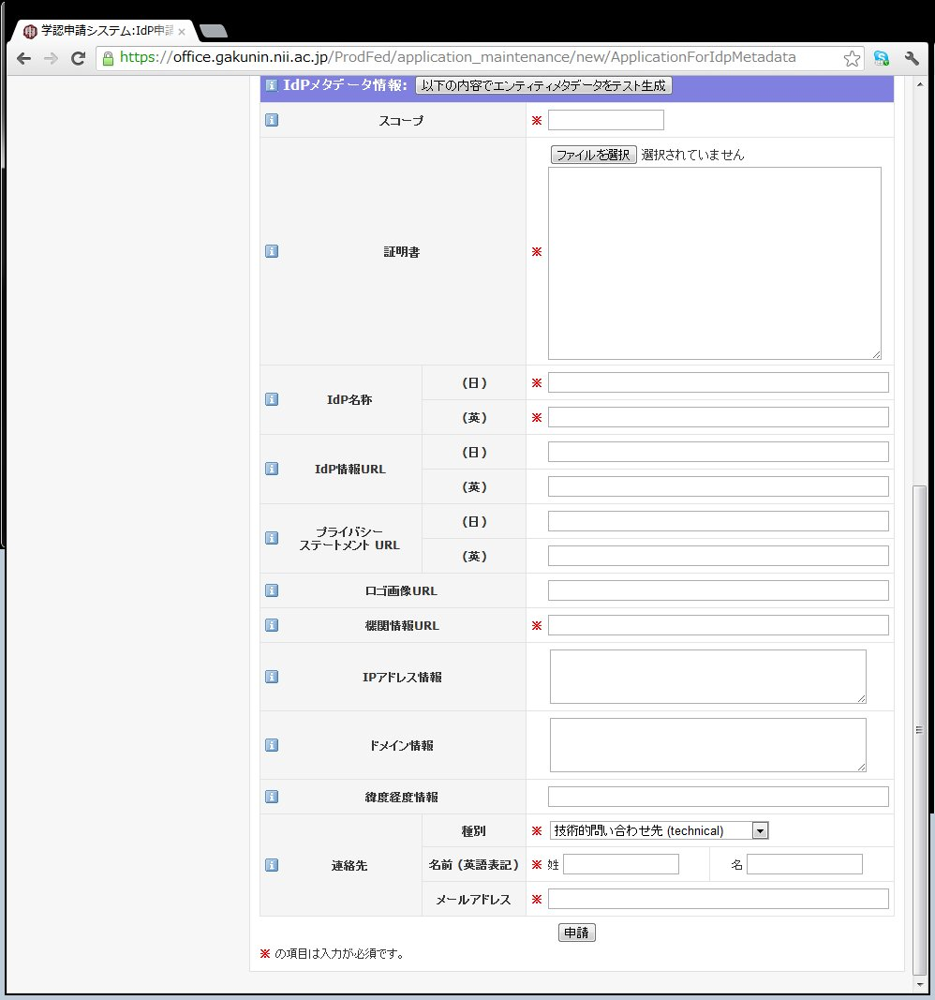 学認申請システム:IdP申請
https://office.gakunin.nii.ac.jp/ProdFed/application_maintenance/new/ApplicationForIdpMetadata
IdPメタデータ情報: 以下の内容でエンティティメタデータをテスト生成
スコープ ※
ファイルを選択 選択されていません
証明書 ※
(日) ※
IdP名称
(英) ※
(日)
IdP情報URL
(英)
(日)
プライバシー
ステートメント URL
(英)
ロゴ画像URL
機関情報URL ※
IPアドレス情報
ドメイン情報
緯度経度情報
種別 ※ 技術的問い合わせ先 (technical)
連絡先 名前 (英語表記) ※ 姓 名
メールアドレス ※
申請
※ の項目は入力が必須です。